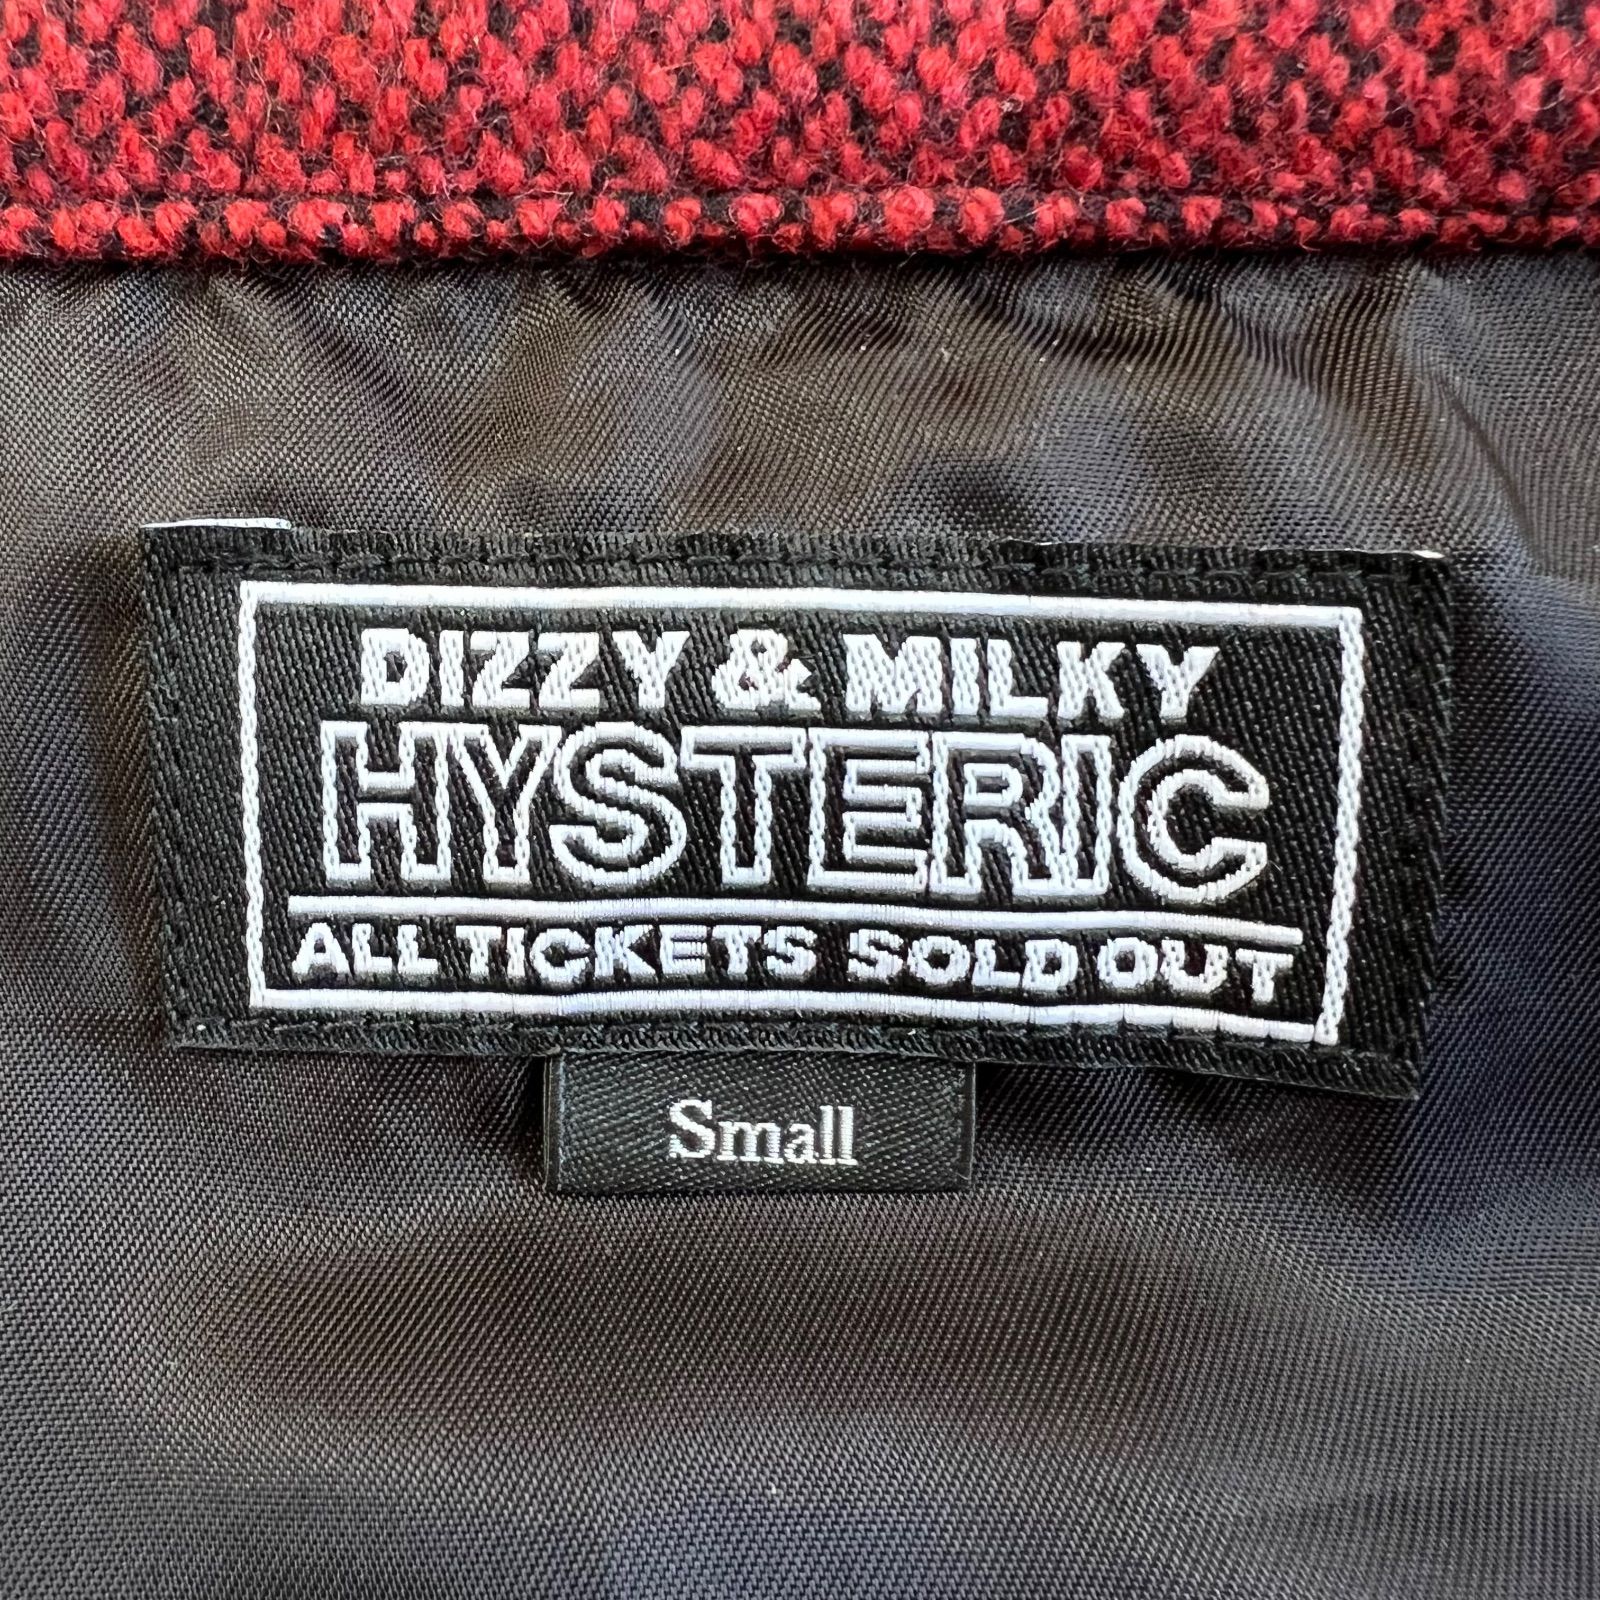 DIZZY & MILKY
HYSTERIC
ALL TICKETS SOLD OUT
Small